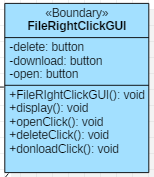 «Boundary»
FileRightClickGUI
-delete: button
-download: button
-open: button
+FileRIghtClickGUI(): void
+display(): void
+openClick(): void
+deleteClick(): void
+donloadClick(): void